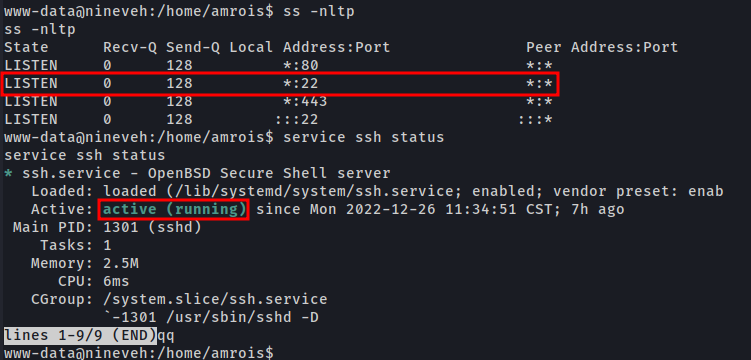 www-data@nineveh:/home/amrois$ ss -nltp
ss -nltp
State      Recv-Q Send-Q Local Address:Port                 Peer Address:Port
LISTEN     0      128          *:80                       *:*
LISTEN     0      128          *:22                       *:*
LISTEN     0      128          *:443                      *:*
LISTEN     0      128         :::22                      :::*
www-data@nineveh:/home/amrois$ service ssh status
service ssh status
* ssh.service - OpenBSD Secure Shell server
   Loaded: loaded (/lib/systemd/system/ssh.service; enabled; vendor preset: enab
   Active: active (running) since Mon 2022-12-26 11:34:51 CST; 7h ago
 Main PID: 1301 (sshd)
    Tasks: 1
   Memory: 2.5M
      CPU: 6ms
   CGroup: /system.slice/ssh.service
           `-1301 /usr/sbin/sshd -D
lines 1-9/9 (END)qq
www-data@nineveh:/home/amrois$